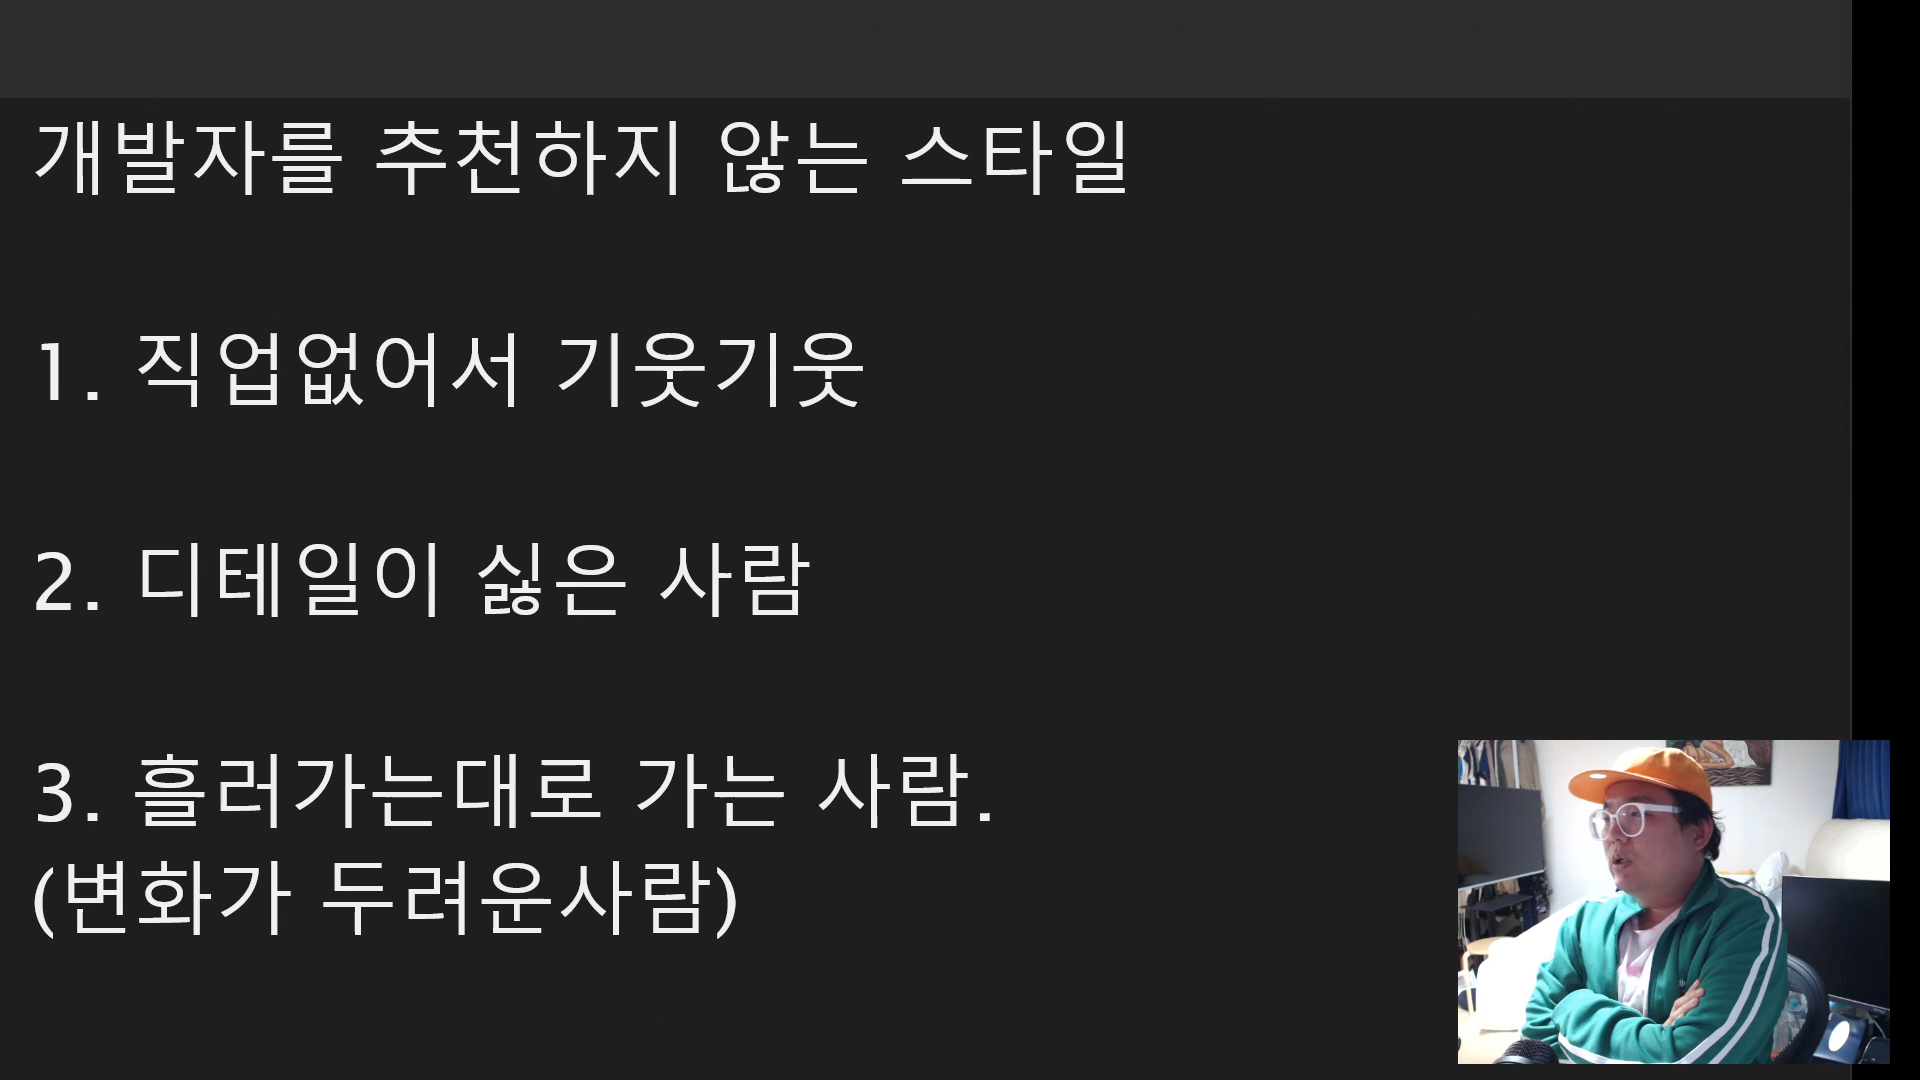 개발자를 추천하지 않는 스타일
1. 직업없어서 기웃기웃
2. 디테일이 싫은 사람
3. 흘러가는대로 가는 사람.
(변화가 두려운사람)